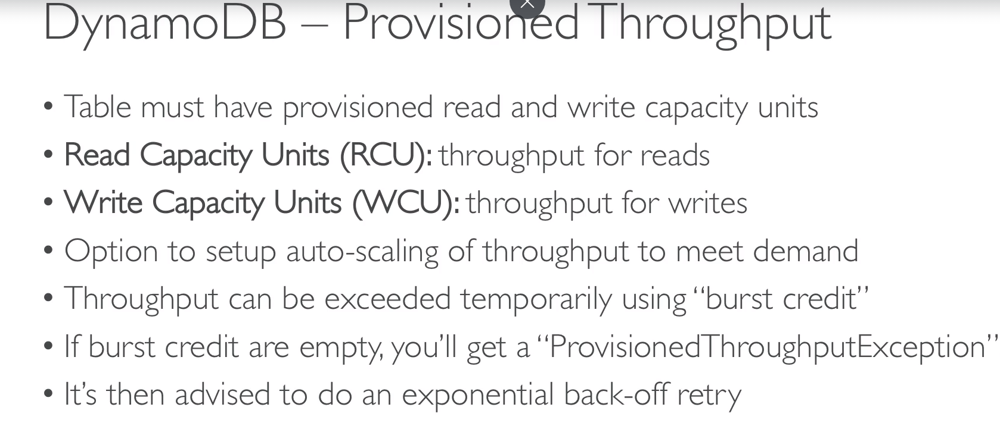 DynamoDB – Provisioned Throughput
• Table must have provisioned read and write capacity units
• Read Capacity Units (RCU): throughput for reads
• Write Capacity Units (WCU): throughput for writes
• Option to setup auto-scaling of throughput to meet demand
• Throughput can be exceeded temporarily using “burst credit”
• If burst credit are empty, you’ll get a “ProvisionedThroughputException”
• It’s then advised to do an exponential back-off retry